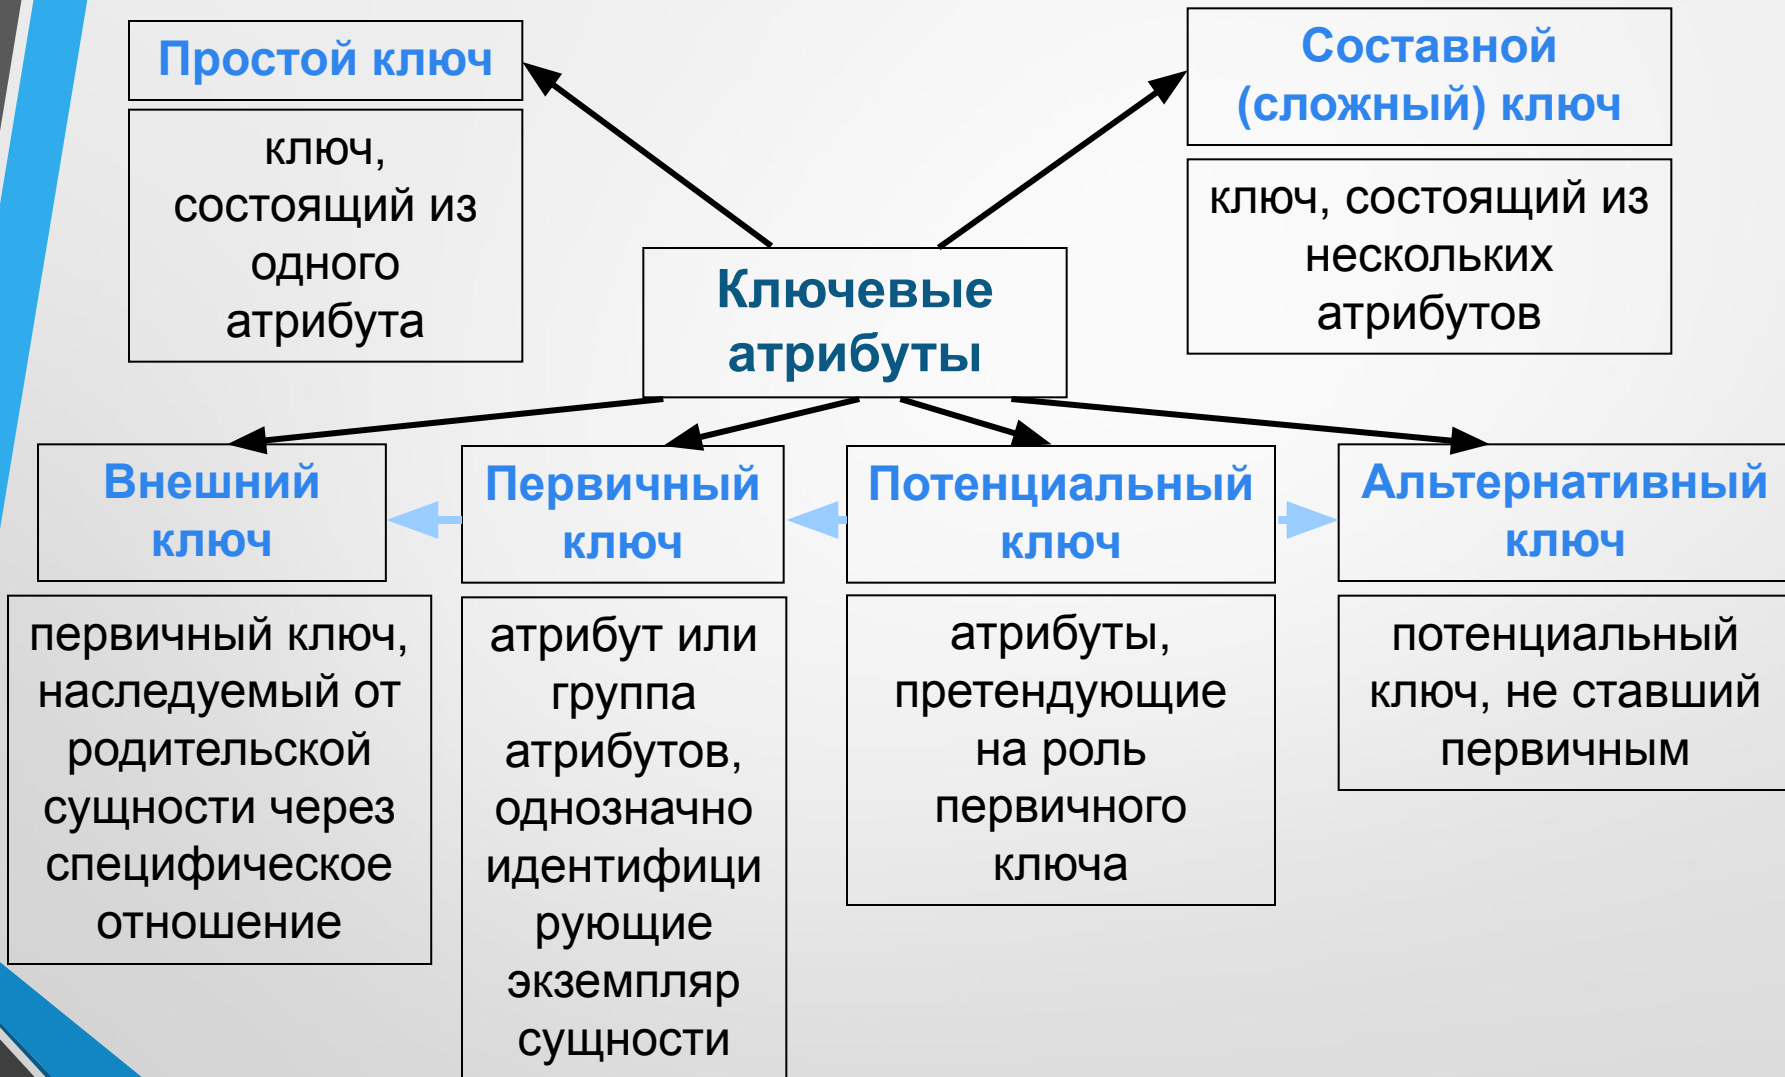 Простой ключ
ключ,
состоящий из
одного
атрибута
Составной
(сложный) ключ
ключ, состоящий из
нескольких
атрибутов
Ключевые
атрибуты
Внешний
ключ
первичный ключ,
наследуемый от
родительской
сущности через
специфическое
отношение
Первичный
ключ
атрибут или
группа
атрибутов,
однозначно
идентифици
рующие
экземпляр
сущности
Потенциальный
ключ
атрибуты,
претендующие
на роль
первичного
ключа
Альтернативный
ключ
потенциальный
ключ, не ставший
первичным